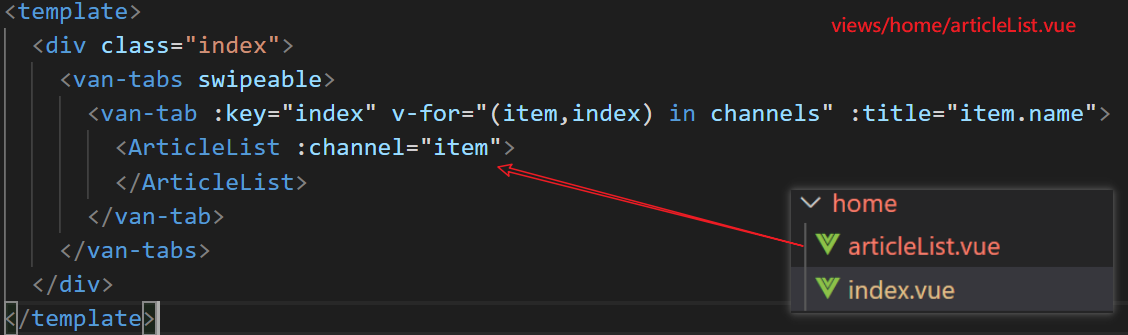 <template>
views/home/articleList.vue
<div class="index">
<van-tabs swipeable>
<van-tab :key="index" v-for="(item,index) in channels" :title="item.name">
<ArticleList :channel="item">
</ArticleList>
</van-tab>
</van-tabs>
</div>
</template>
home
articleList.vue
index.vue